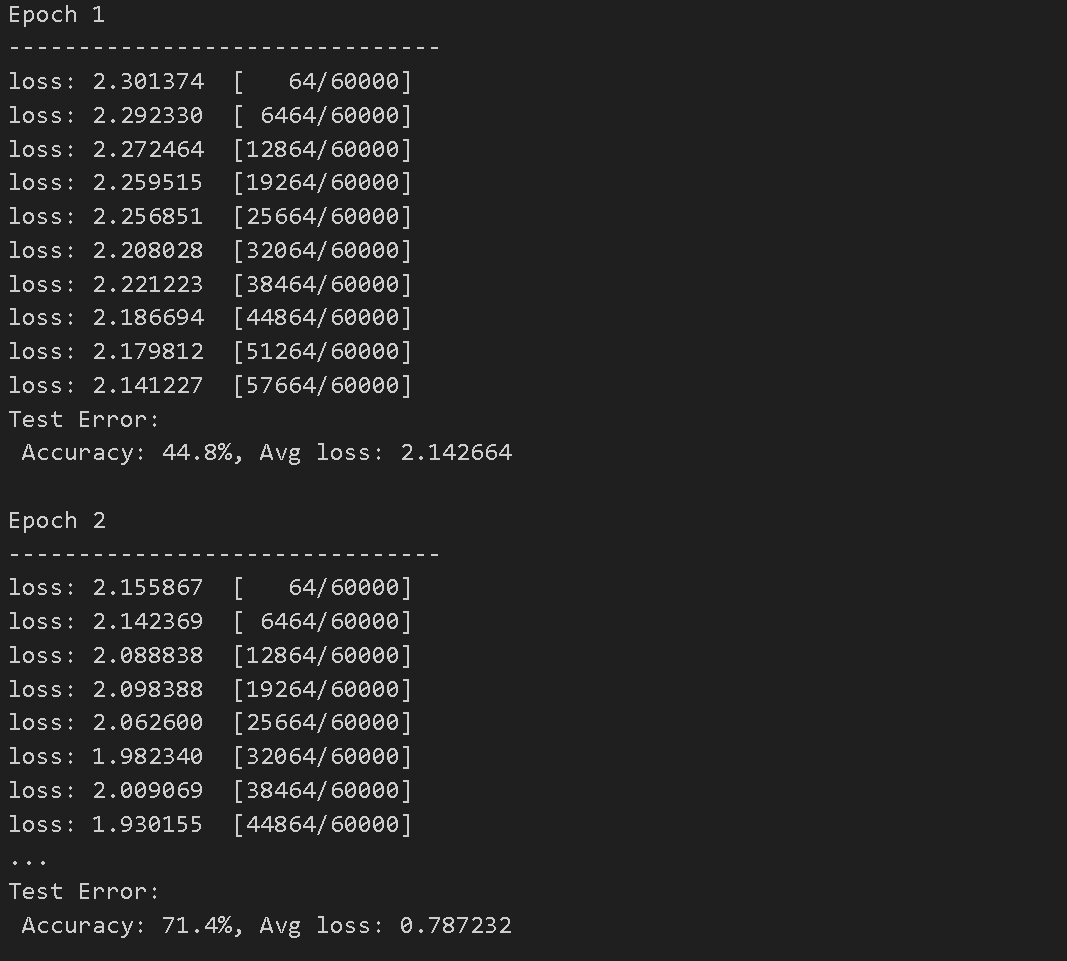 Epoch 1
-------------------------------
loss: 2.301374  [   64/60000]
loss: 2.292330  [ 6464/60000]
loss: 2.272464  [12864/60000]
loss: 2.259515  [19264/60000]
loss: 2.256851  [25664/60000]
loss: 2.208028  [32064/60000]
loss: 2.221223  [38464/60000]
loss: 2.186694  [44864/60000]
loss: 2.179812  [51264/60000]
loss: 2.141227  [57664/60000]
Test Error:
 Accuracy: 44.8%, Avg loss: 2.142664

Epoch 2
-------------------------------
loss: 2.155867  [   64/60000]
loss: 2.142369  [ 6464/60000]
loss: 2.088838  [12864/60000]
loss: 2.098388  [19264/60000]
loss: 2.062600  [25664/60000]
loss: 1.982340  [32064/60000]
loss: 2.009069  [38464/60000]
loss: 1.930155  [44864/60000]
...
Test Error:
 Accuracy: 71.4%, Avg loss: 0.787232